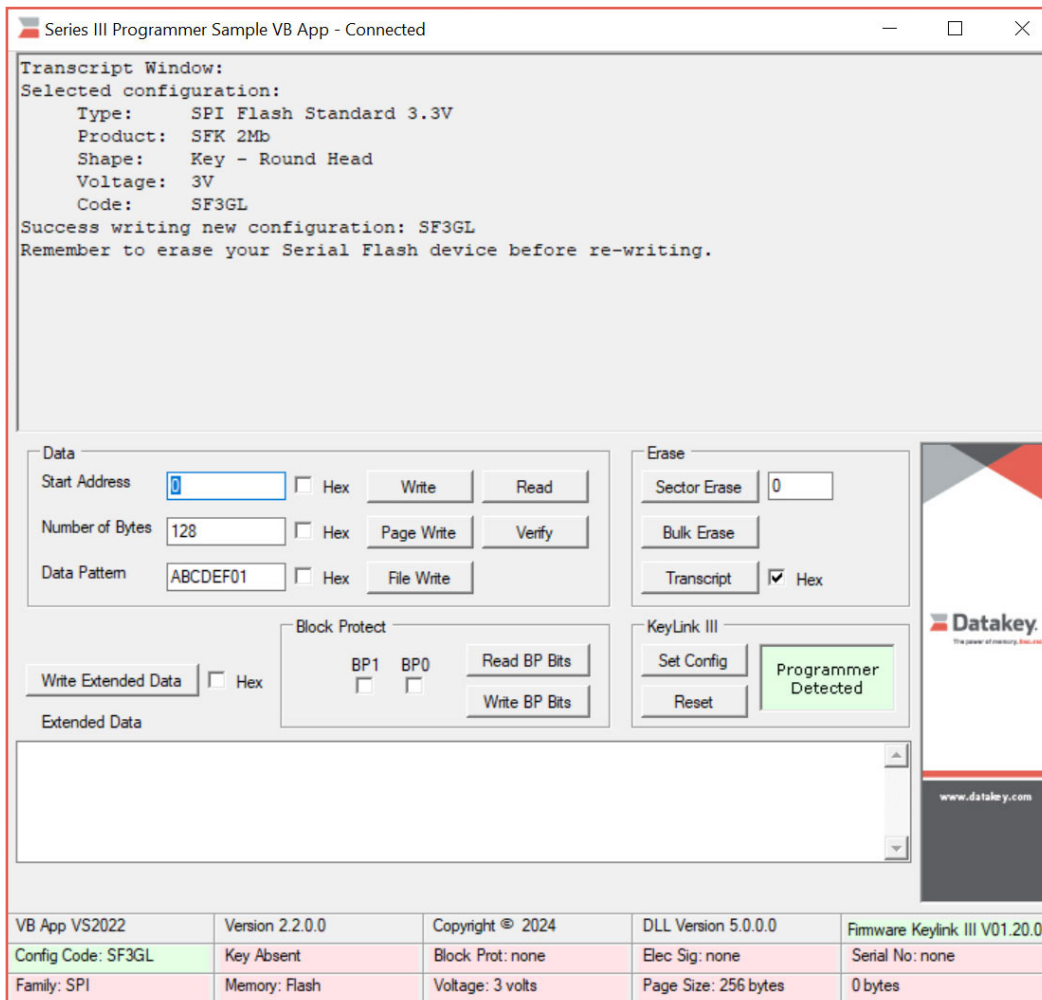 Series III Programmer Sample VB App - Connected
Transcript Window:
Selected configuration:
Type: SPI Flash Standard 3.3V
Product: SFK 2Mb
Shape: Key - Round Head
Voltage: 3V
Code: SF3GL
Success writing new configuration: SF3GL
Remember to erase your Serial Flash device before re-writing.
Data
Start Address 0 Hex Write Read
Number of Bytes 128 Hex Page Write Verify
Data Pattern ABCDEF01 Hex File Write
Erase
Sector Erase 0
Bulk Erase
Transcript Hex
Write Extended Data Hex
Extended Data
Block Protect
BP1 BP0
Read BP Bits
Write BP Bits
KeyLink III
Set Config
Reset
Programmer
Detected
Datakey.
The power of memory.
www.datakey.com
VB App VS2022 Version 2.2.0.0 Copyright © 2024 DLL Version 5.0.0.0 Firmware Keylink III V01.20.0
Config Code: SF3GL Key Absent Block Prot: none Elec Sig: none Serial No: none
Family: SPI Memory: Flash Voltage: 3 volts Page Size: 256 bytes 0 bytes